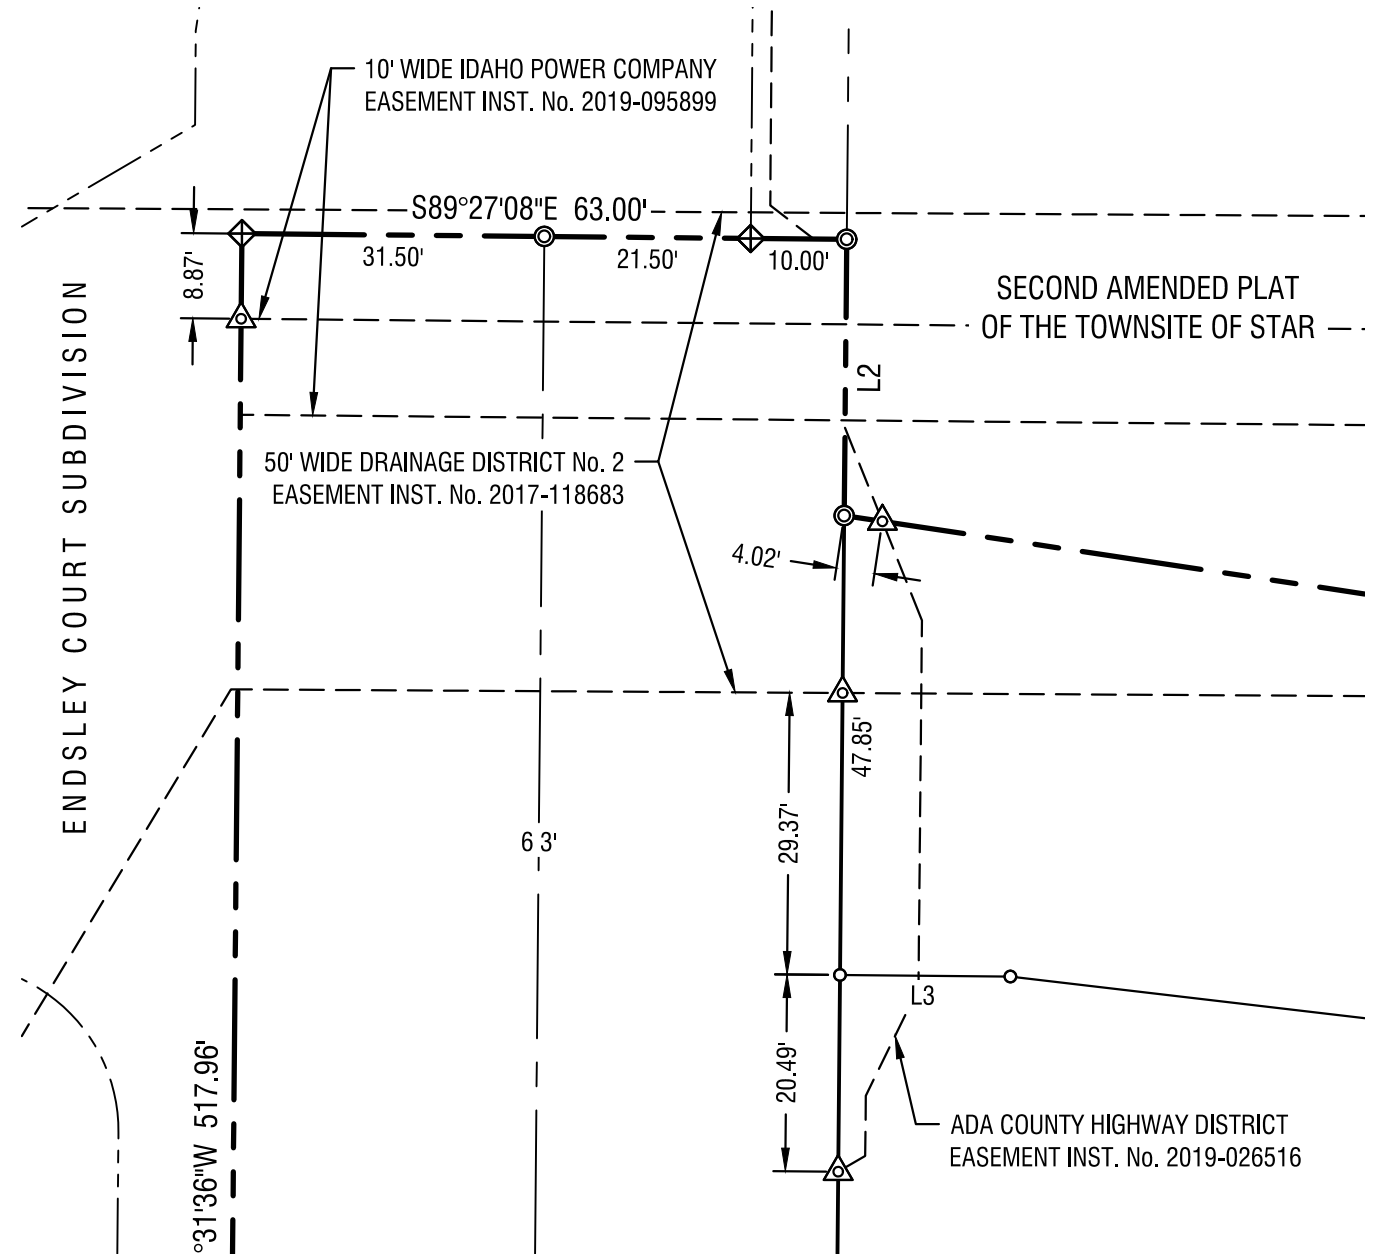 10' WIDE IDAHO POWER COMPANY
EASEMENT INST. No. 2019-095899
S89°27'08"E 63.00'
31.50'
21.50'
10.00'
8.87'
SECOND AMENDED PLAT
OF THE TOWNSITE OF STAR
L2
ENDSLEY COURT SUBDIVISION
50' WIDE DRAINAGE DISTRICT No. 2
EASEMENT INST. No. 2017-118683
4.02'
47.85'
29.37'
6 3'
L3
20.49'
°31'36"W 517.96'
ADA COUNTY HIGHWAY DISTRICT
EASEMENT INST. No. 2019-026516